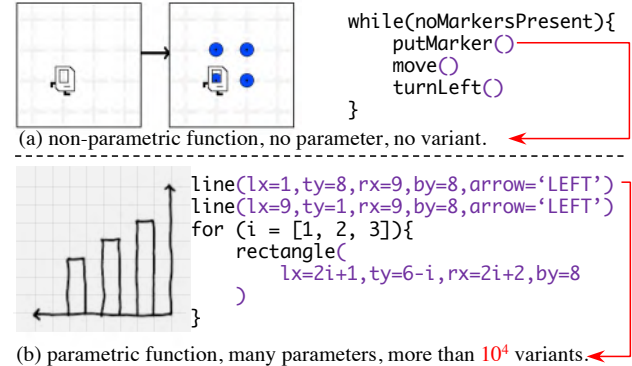 while(noMarkersPresent){
putMarker()
move()
turnLeft()
}
(a) non-parametric function, no parameter, no variant.
line(lx=1,ty=8,rx=9,by=8,arrow=‘LEFT’)
line(lx=9,ty=1,rx=9,by=8,arrow=‘LEFT’)
for (i = [1, 2, 3]){
rectangle(
lx=2i+1,ty=6-i,rx=2i+2,by=8
)
}
(b) parametric function, many parameters, more than 10⁴ variants.